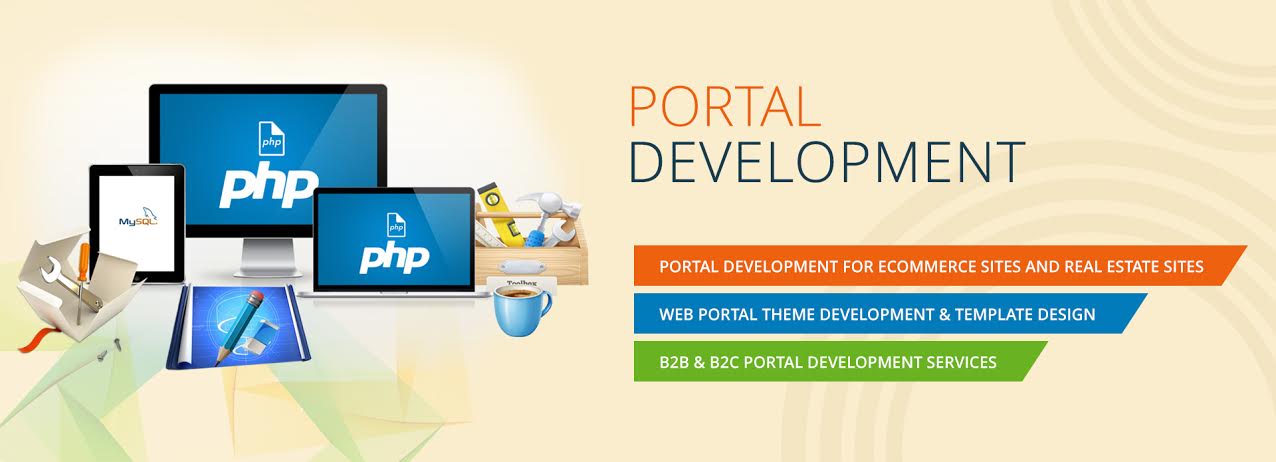 PORTAL
DEVELOPMENT
PORTAL DEVELOPMENT FOR ECOMMERCE SITES AND REAL ESTATE SITES
WEB PORTAL THEME DEVELOPMENT & TEMPLATE DESIGN
B2B & B2C PORTAL DEVELOPMENT SERVICES
php
php
MySQL
php
php
Toolbox